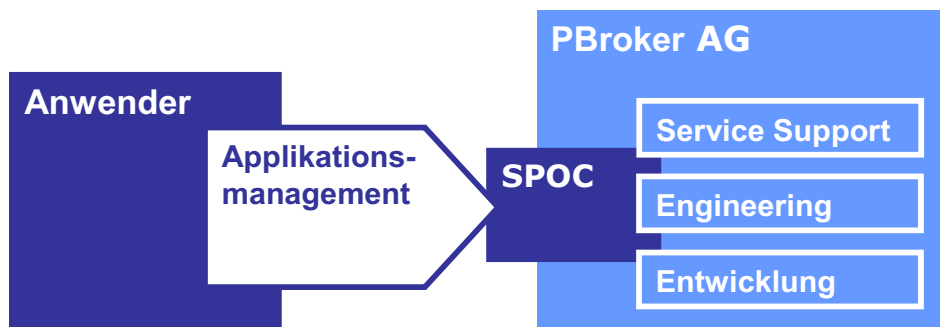 PBroker AG
Anwender
Applikations-
management
SPOC
Service Support
Engineering
Entwicklung